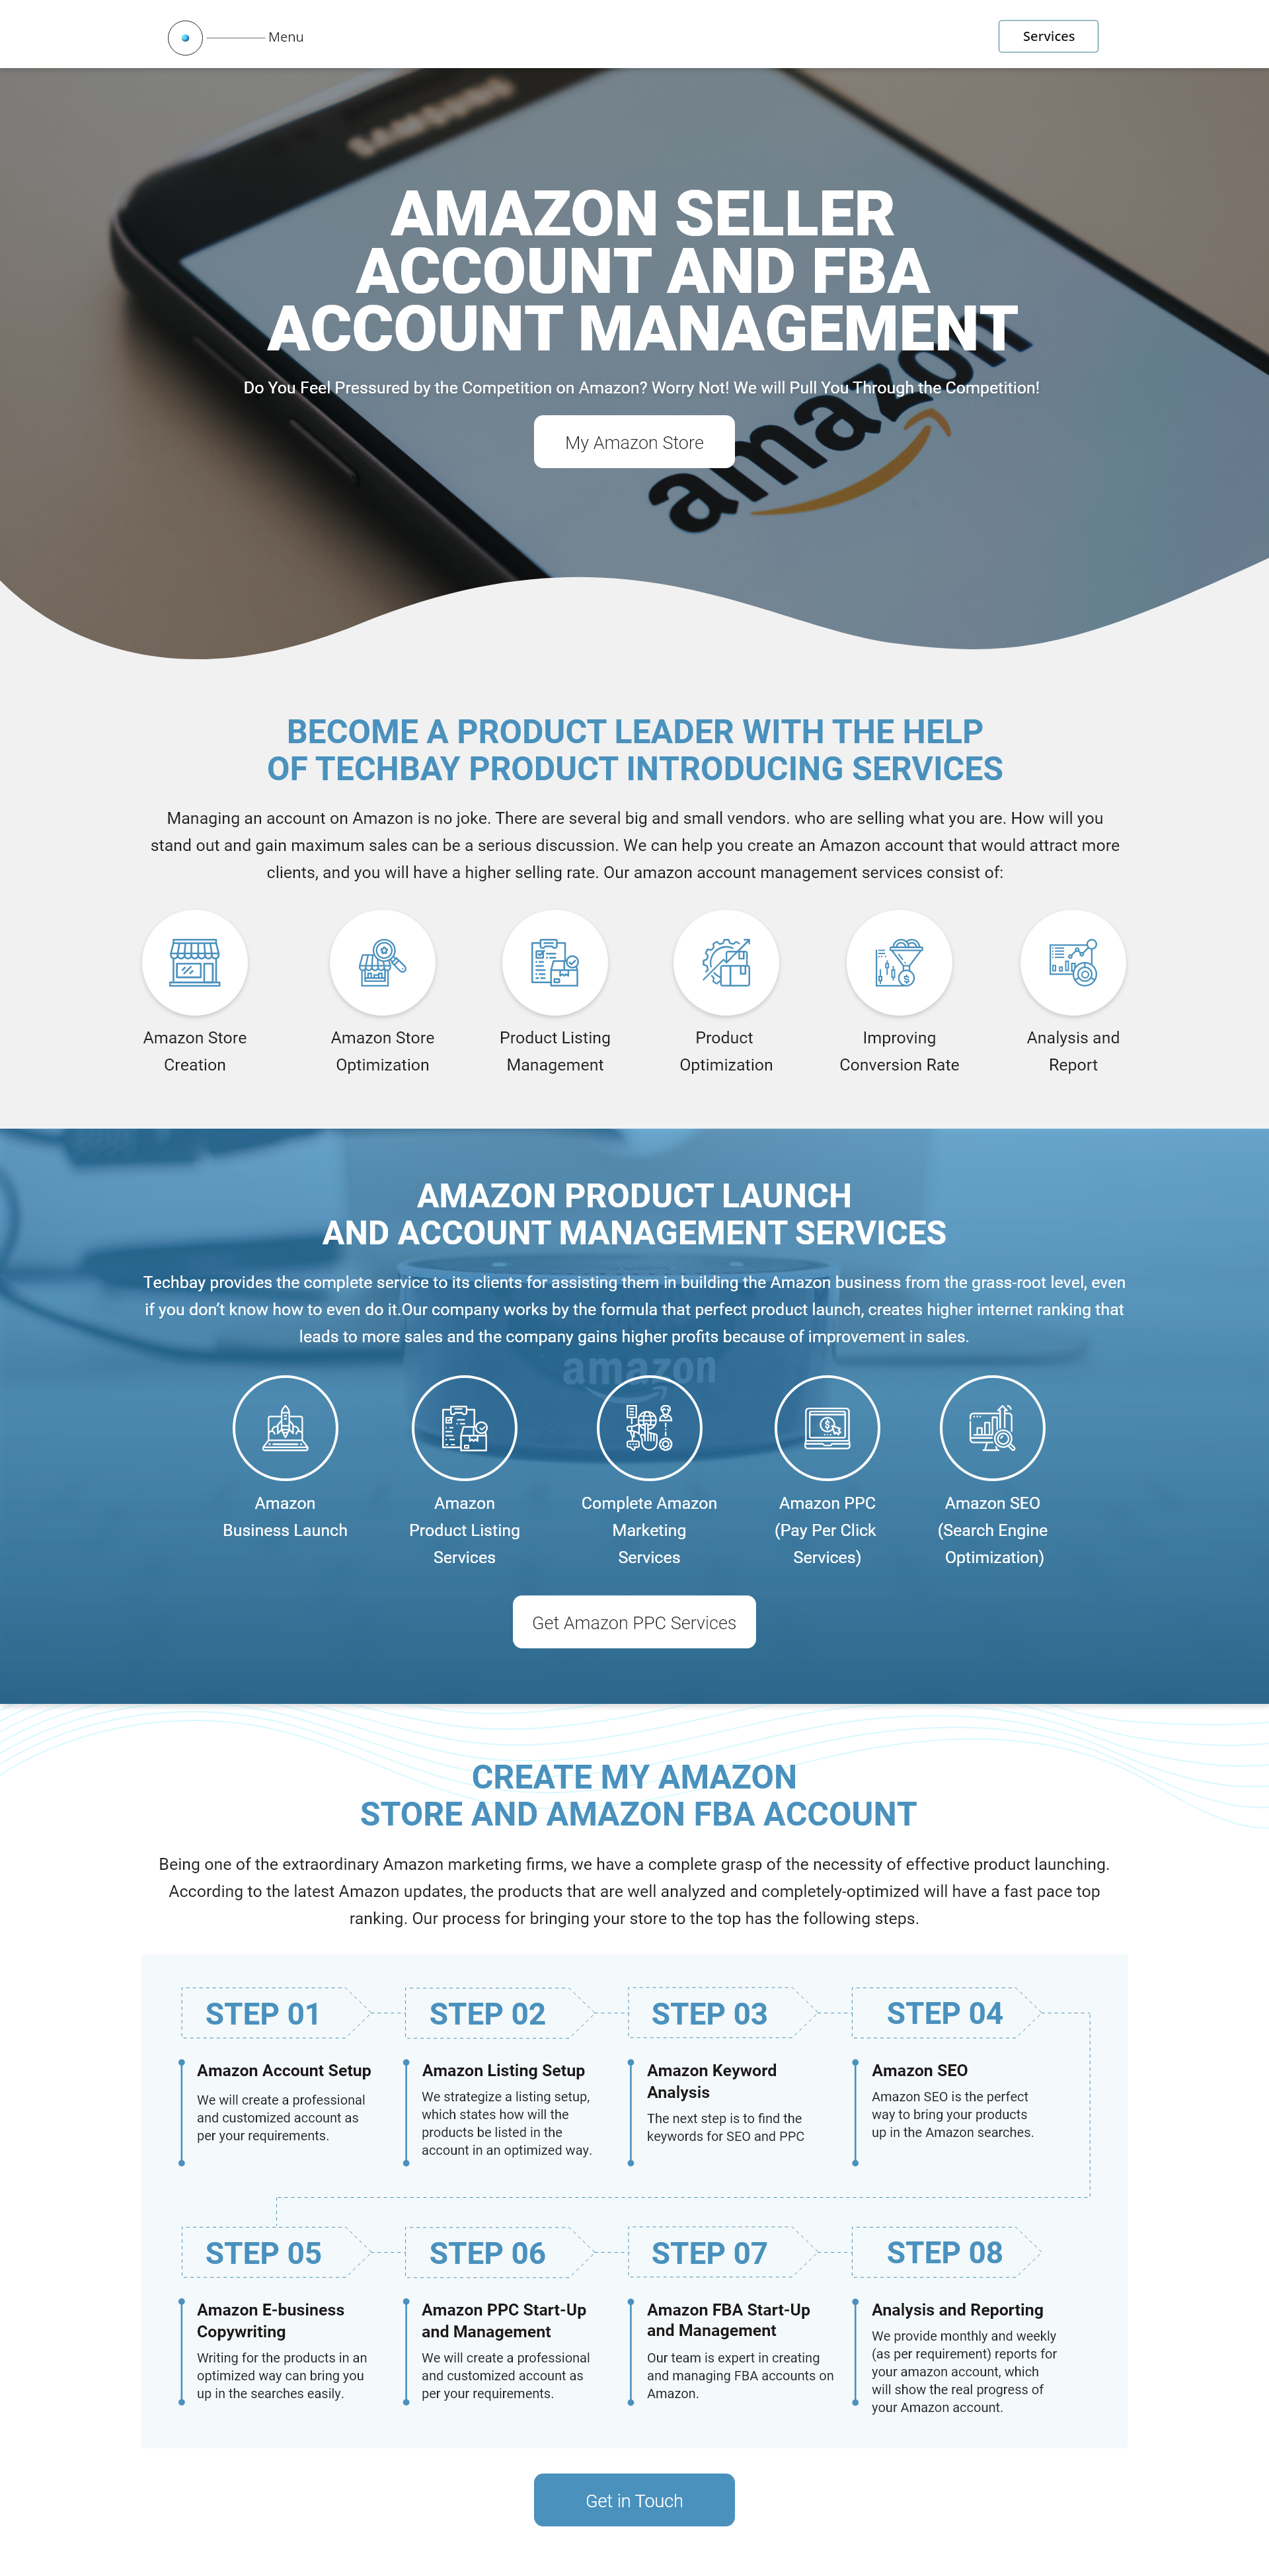 Menu
Services
SAMSUNG
AMAZON SELLER
ACCOUNT AND FBA
ACCOUNT MANAGEMENT
Do You Feel Pressured by the Competition on Amazon? Worry Not! We will Pull You Through the Competition!
My Amazon Store
amazon
BECOME A PRODUCT LEADER WITH THE HELP
OF TECHBAY PRODUCT INTRODUCING SERVICES
Managing an account on Amazon is no joke. There are several big and small vendors. who are selling what you are. How will you
stand out and gain maximum sales can be a serious discussion. We can help you create an Amazon account that would attract more
clients, and you will have a higher selling rate. Our amazon account management services consist of:
Amazon Store
Creation
Amazon Store
Optimization
Product Listing
Management
Product
Optimization
Improving
Conversion Rate
Analysis and
Report
AMAZON PRODUCT LAUNCH
AND ACCOUNT MANAGEMENT SERVICES
Techbay provides the complete service to its clients for assisting them in building the Amazon business from the grass-root level, even
if you don’t know how to even do it.Our company works by the formula that perfect product launch, creates higher internet ranking that
leads to more sales and the company gains higher profits because of improvement in sales.
amazon
Amazon
Business Launch
Amazon
Product Listing
Services
Complete Amazon
Marketing
Services
Amazon PPC
(Pay Per Click
Services)
Amazon SEO
(Search Engine
Optimization)
Get Amazon PPC Services
CREATE MY AMAZON
STORE AND AMAZON FBA ACCOUNT
Being one of the extraordinary Amazon marketing firms, we have a complete grasp of the necessity of effective product launching.
According to the latest Amazon updates, the products that are well analyzed and completely-optimized will have a fast pace top
ranking. Our process for bringing your store to the top has the following steps.
STEP 01
Amazon Account Setup
We will create a professional
and customized account as
per your requirements.
STEP 02
Amazon Listing Setup
We strategize a listing setup,
which states how will the
products be listed in the
account in an optimized way.
STEP 03
Amazon Keyword
Analysis
The next step is to find the
keywords for SEO and PPC
STEP 04
Amazon SEO
Amazon SEO is the perfect
way to bring your products
up in the Amazon searches.
STEP 05
Amazon E-business
Copywriting
Writing for the products in an
optimized way can bring you
up in the searches easily.
STEP 06
Amazon PPC Start-Up
and Management
We will create a professional
and customized account as
per your requirements.
STEP 07
Amazon FBA Start-Up
and Management
Our team is expert in creating
and managing FBA accounts on
Amazon.
STEP 08
Analysis and Reporting
We provide monthly and weekly
(as per requirement) reports for
your amazon account, which
will show the real progress of
your Amazon account.
Get in Touch